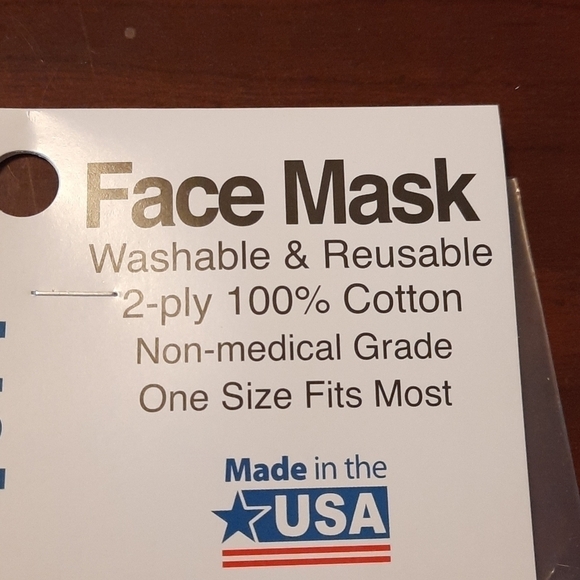 Face Mask
Washable & Reusable
2-ply 100% Cotton
Non-medical Grade
One Size Fits Most
Made in the
USA